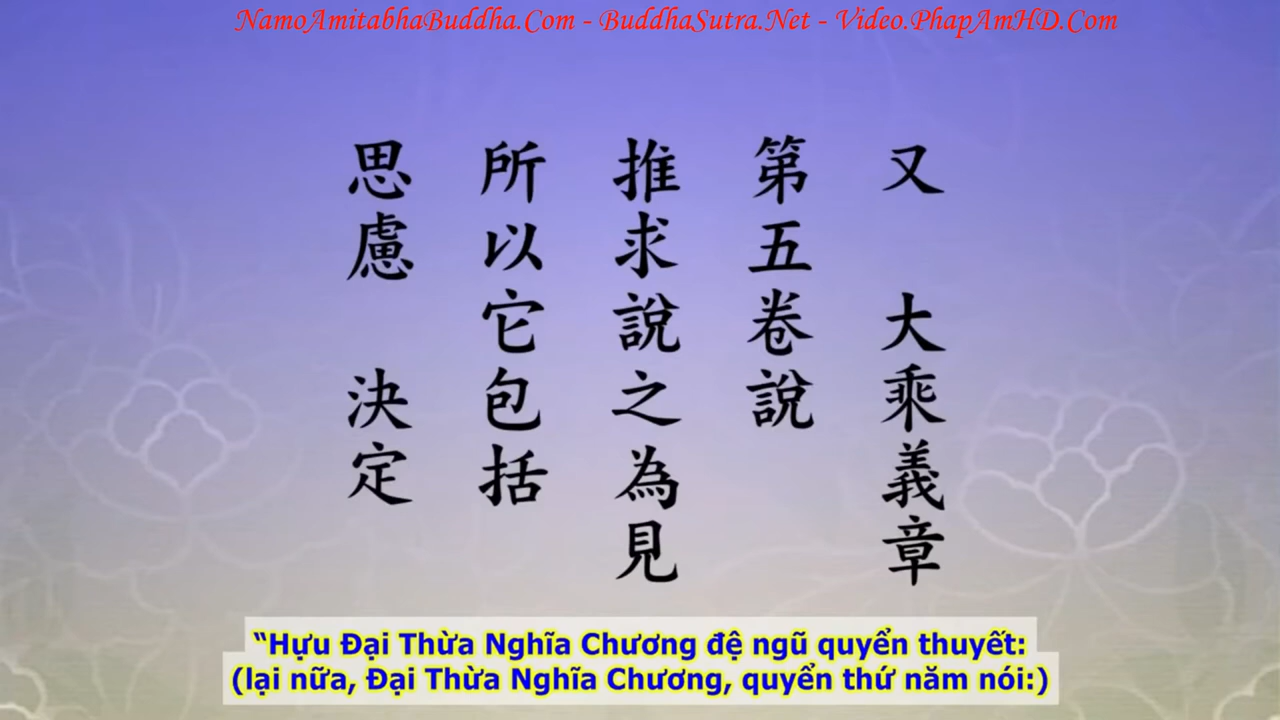 NamoAmitabhaBuddha.Com - BuddhaSutra.Net - Video.PhapAmHD.Com
又　大乘義章
第五卷說
推求說之為見
所以它包括
思慮　決定
“Hựu Đại Thừa Nghĩa Chương đệ ngũ quyển thuyết:
(lại nữa, Đại Thừa Nghĩa Chương, quyển thứ năm nói:)